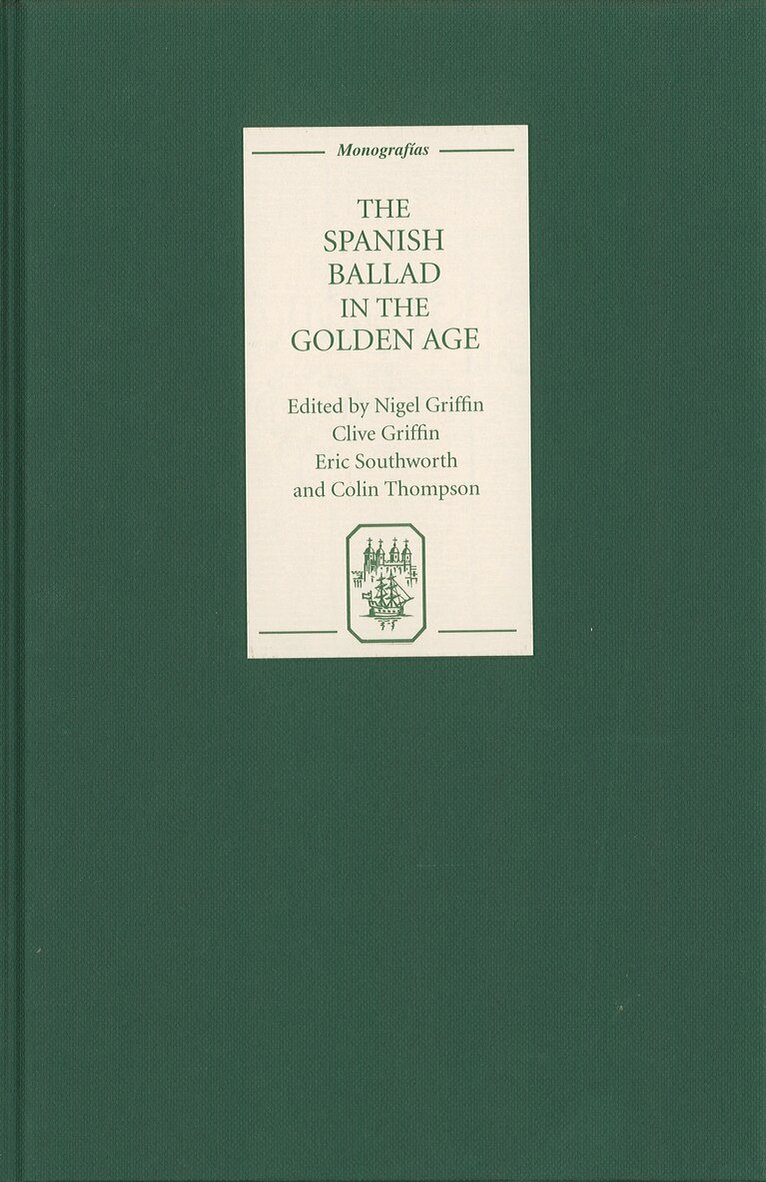 Monografías
THE
SPANISH
BALLAD
IN THE
GOLDEN AGE
Edited by Nigel Griffin
Clive Griffin
Eric Southworth
and Colin Thompson